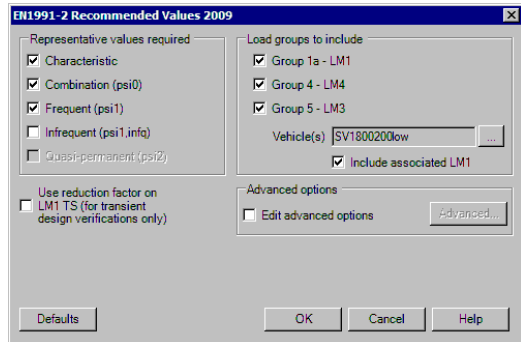 EN1991-2 Recommended Values 2009
Representative values required
Characteristic
Combination (psi0)
Frequent (psi1)
Infrequent (psi1,infq)
Quasi-permanent (psi2)
Use reduction factor on
LM1 TS (for transient
design verifications only)
Load groups to include
Group 1a - LM1
Group 4 - LM4
Group 5 - LM3
Vehicle(s) SV1800200low ...
Include associated LM1
Advanced options
Edit advanced options Advanced...
Defaults OK Cancel Help